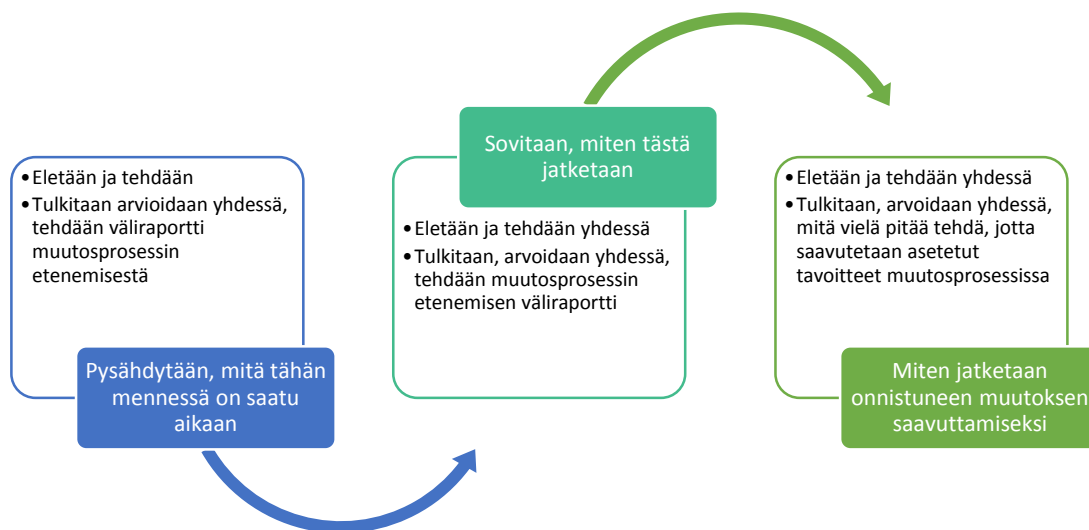 •Eletään ja tehdään
•Tulkitaan arvioidaan yhdessä,
tehdään väliraportti
muutosprosessin
etenemisestä
Pysähdytään, mitä tähän
mennessä on saatu
aikaan
Sovitaan, miten tästä
jatketaan
•Eletään ja tehdään yhdessä
•Tulkitaan, arvoidaan yhdessä,
tehdään muutosprosessin
etenemisen väliraportti
•Eletään ja tehdään yhdessä
•Tulkitaan, arvoidaan yhdessä,
mitä vielä pitää tehdä, jotta
saavutetaan asetetut
tavoitteet muutosprosessissa
Miten jatketaan
onnistuneen muutoksen
saavuttamiseksi